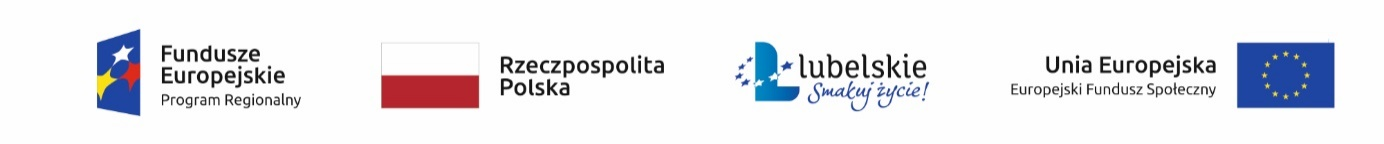 Fundusze
Europejskie
Program Regionalny
Rzeczpospolita
Polska
lubelskie
Smakuj życie!
Unia Europejska
Europejski Fundusz Społeczny